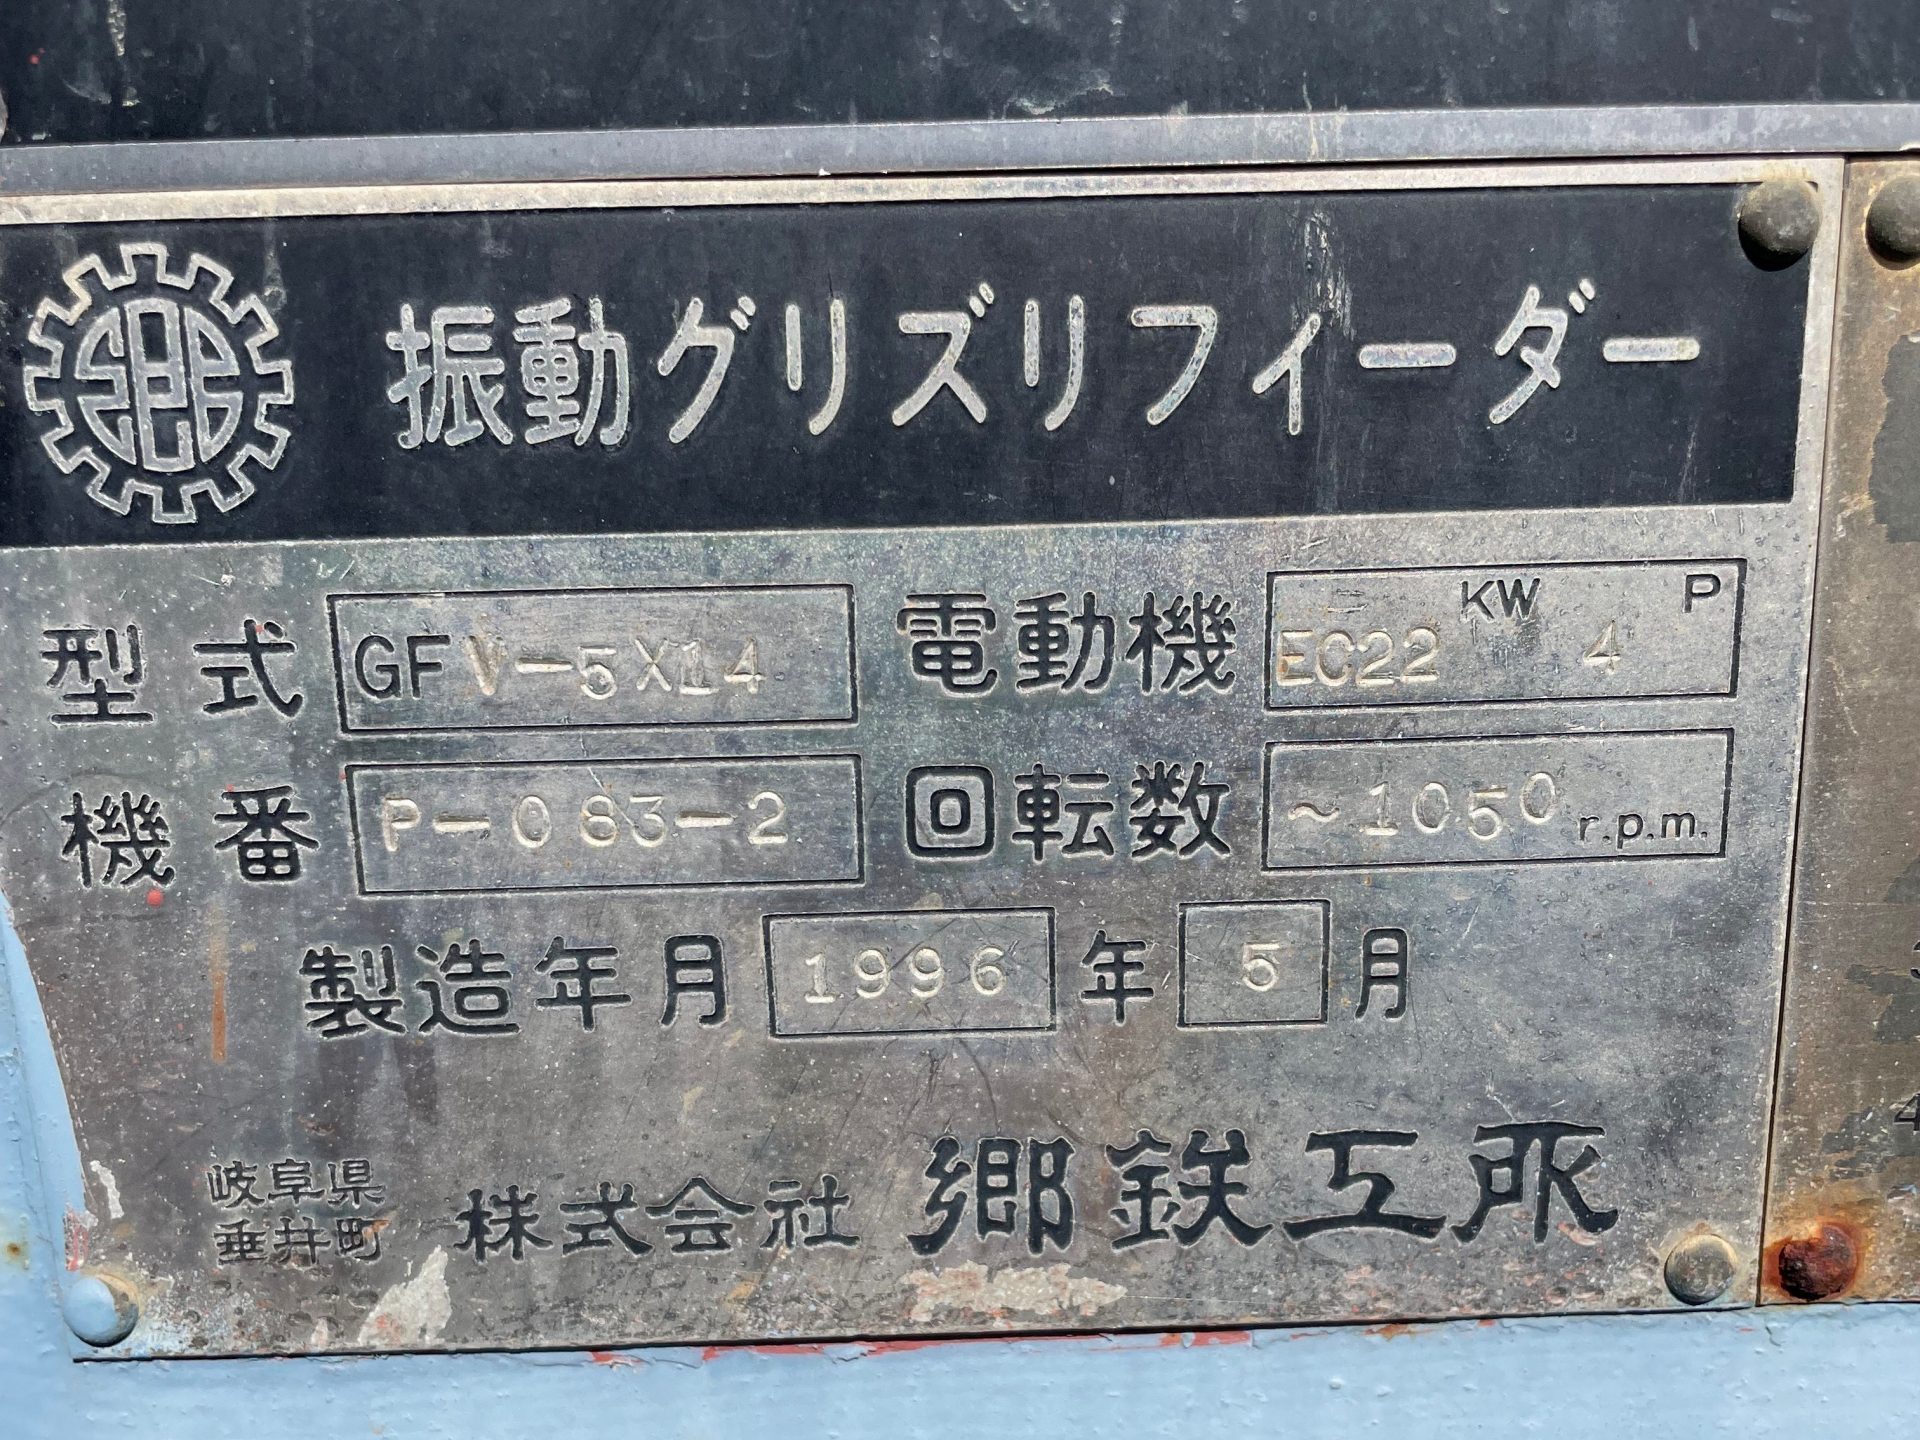 振動グリズリフィーダー
型式 GF V-5X14 電動機 EC22 KW 4 P
機番 P-083-2 回転数 ~1050 r.p.m.
製造年月 1996 年 5 月
岐阜県
垂井町
株式会社 郷鉄工所